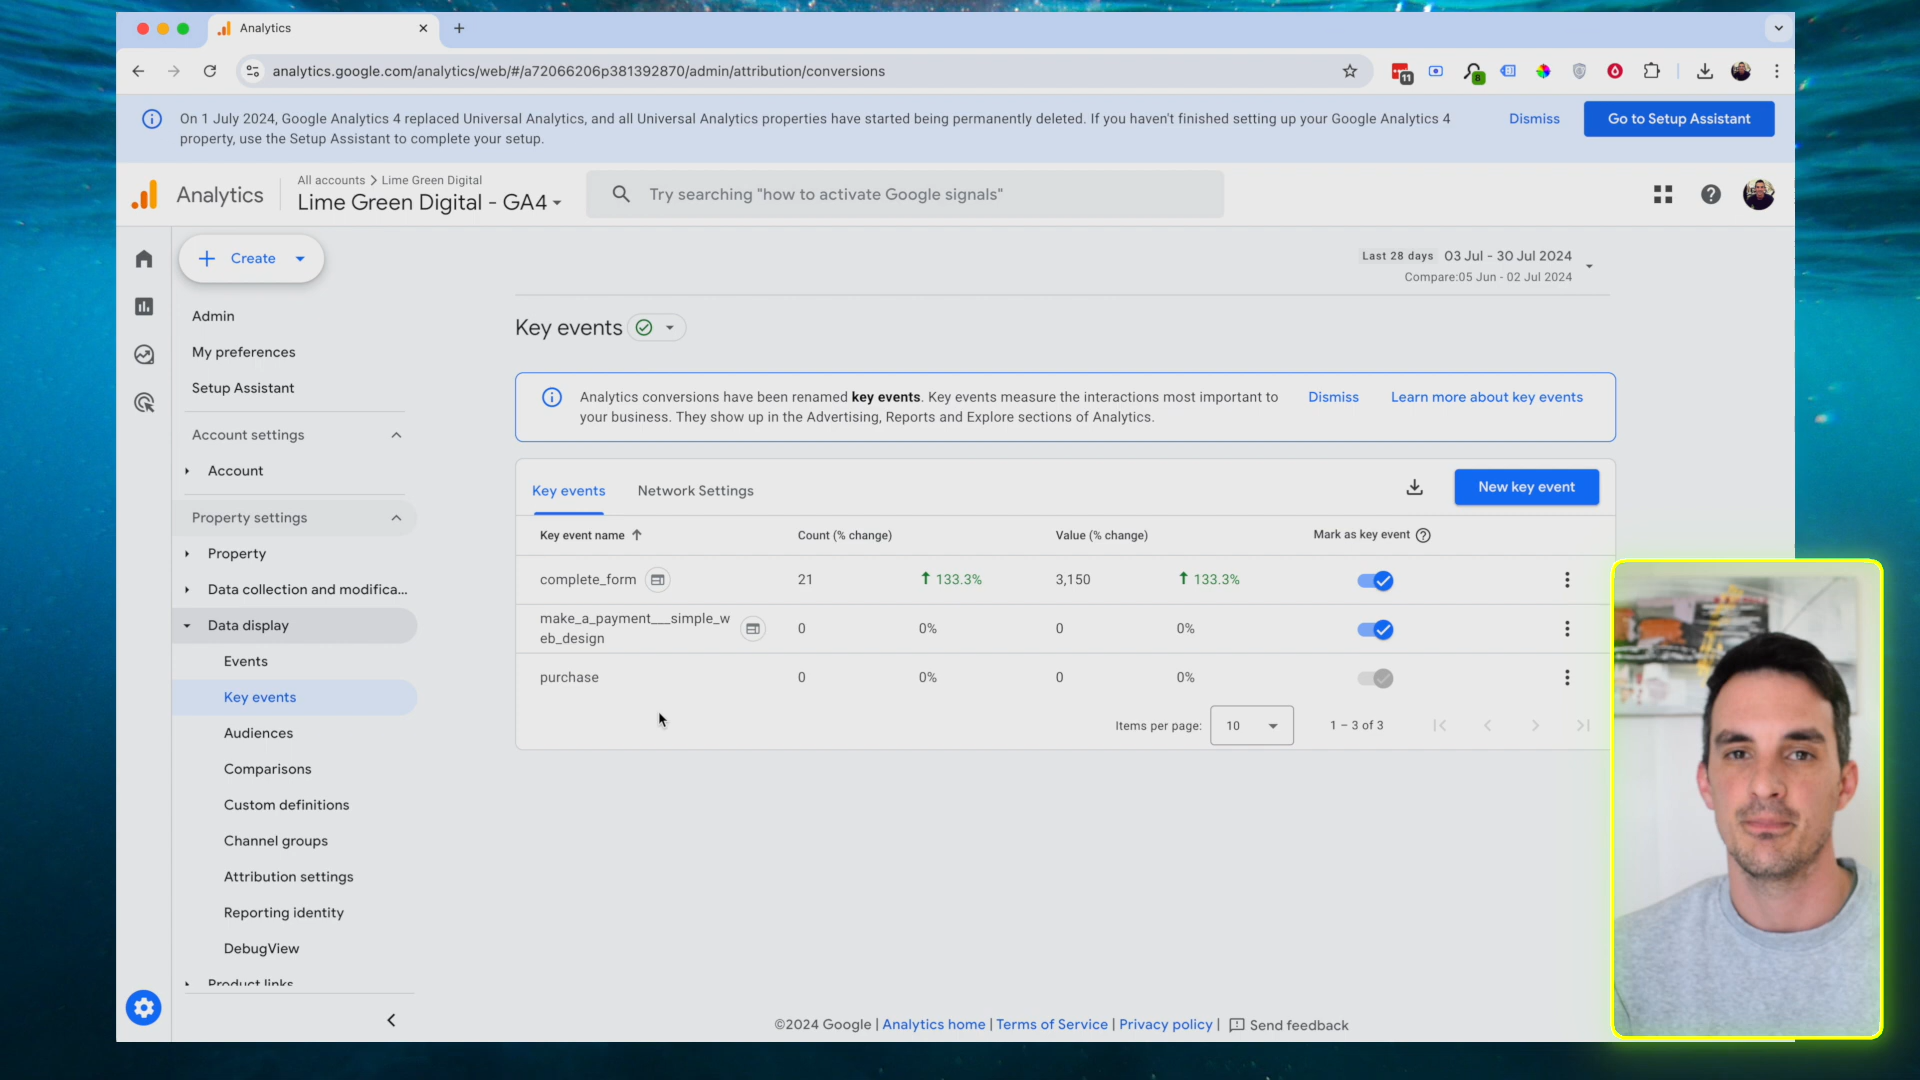 Analytics
analytics.google.com/analytics/web/#/a72066206p381392870/admin/attribution/conversions
11
8
On 1 July 2024, Google Analytics 4 replaced Universal Analytics, and all Universal Analytics properties have started being permanently deleted. If you haven't finished setting up your Google Analytics 4
property, use the Setup Assistant to complete your setup.
Dismiss
Go to Setup Assistant
Analytics
All accounts > Lime Green Digital
Lime Green Digital - GA4
Try searching "how to activate Google signals"
Create
Admin
My preferences
Setup Assistant
Account settings
Account
Property settings
Property
Data collection and modifica...
Data display
Events
Key events
Audiences
Comparisons
Custom definitions
Channel groups
Attribution settings
Reporting identity
DebugView
Product links
Last 28 days 03 Jul - 30 Jul 2024
Compare:05 Jun - 02 Jul 2024
Key events
Analytics conversions have been renamed key events. Key events measure the interactions most important to
your business. They show up in the Advertising, Reports and Explore sections of Analytics.
Dismiss
Learn more about key events
Key events
Network Settings
New key event
Key event name Count (% change) Value (% change) Mark as key event
complete_form 21 133.3% 3,150 133.3%
make_a_payment___simple_w
eb_design 0 0% 0 0%
purchase 0 0% 0 0%
Items per page: 10 1 – 3 of 3
©2024 Google | Analytics home | Terms of Service | Privacy policy | Send feedback